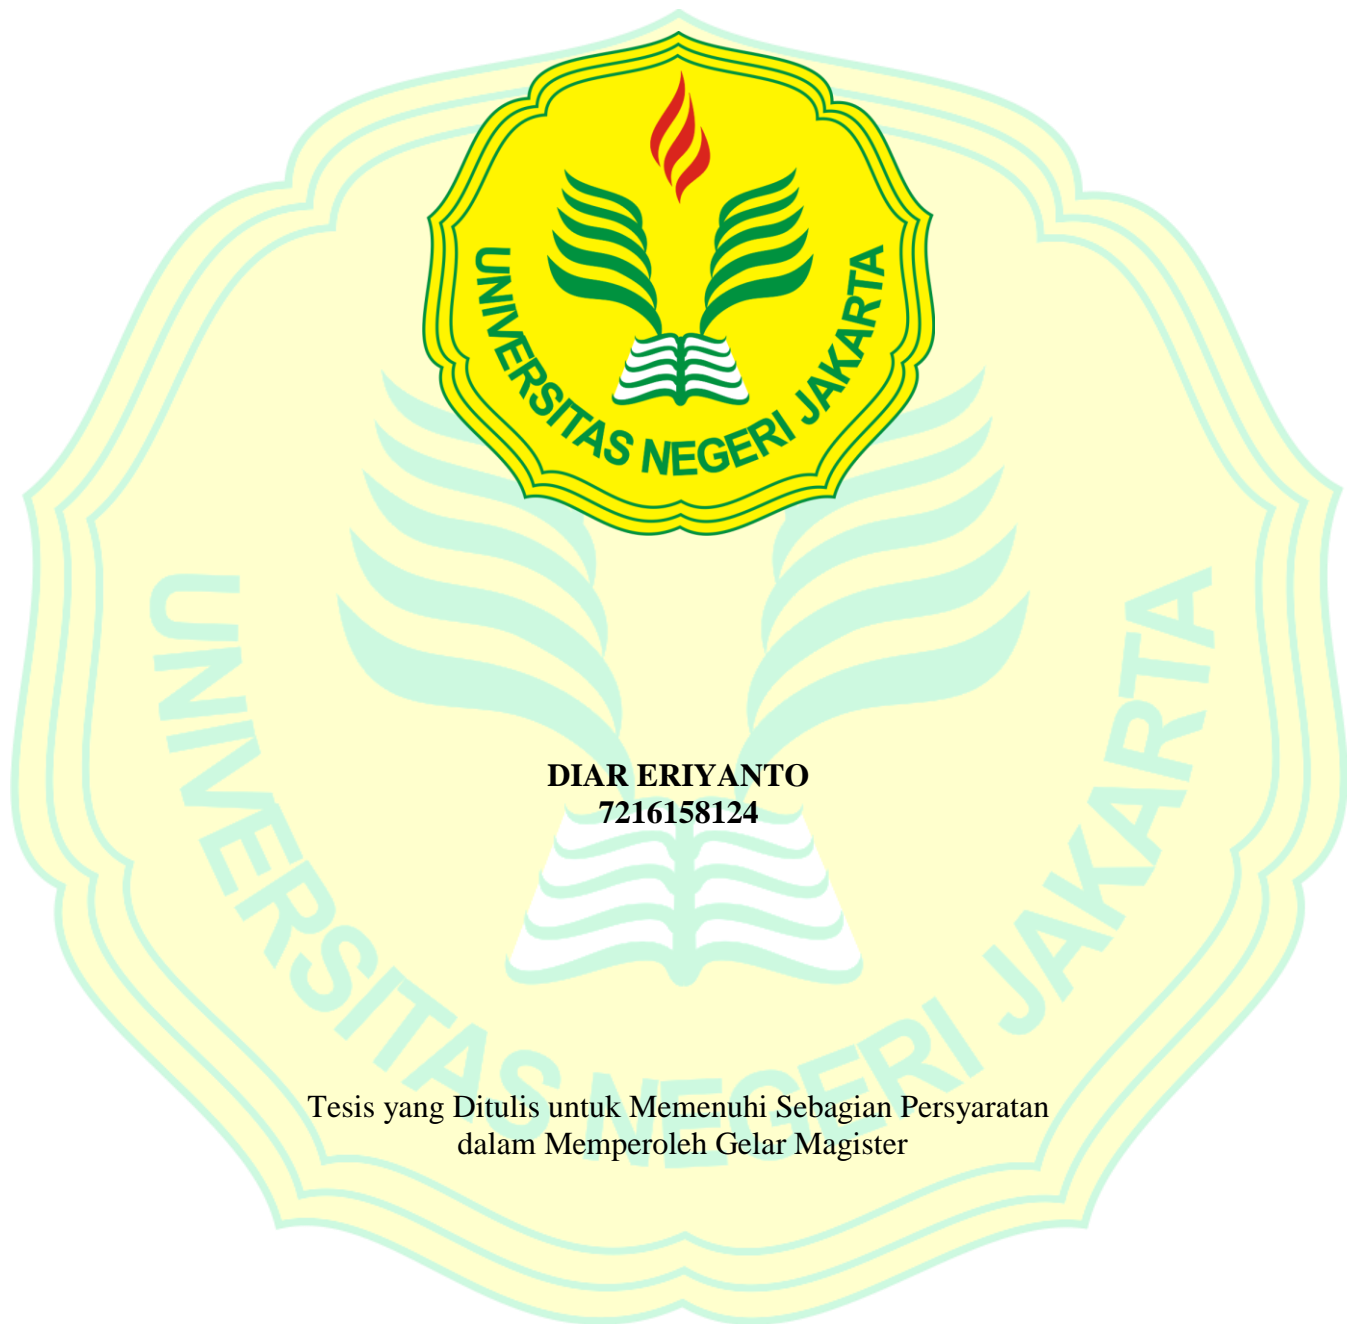 UNIVERSITAS NEGERI JAKARTA
DIAR ERIYANTO
7216158124
Tesis yang Ditulis untuk Memenuhi Sebagian Persyaratan
dalam Memperoleh Gelar Magister
UNIVERSITAS NEGERI JAKARTA